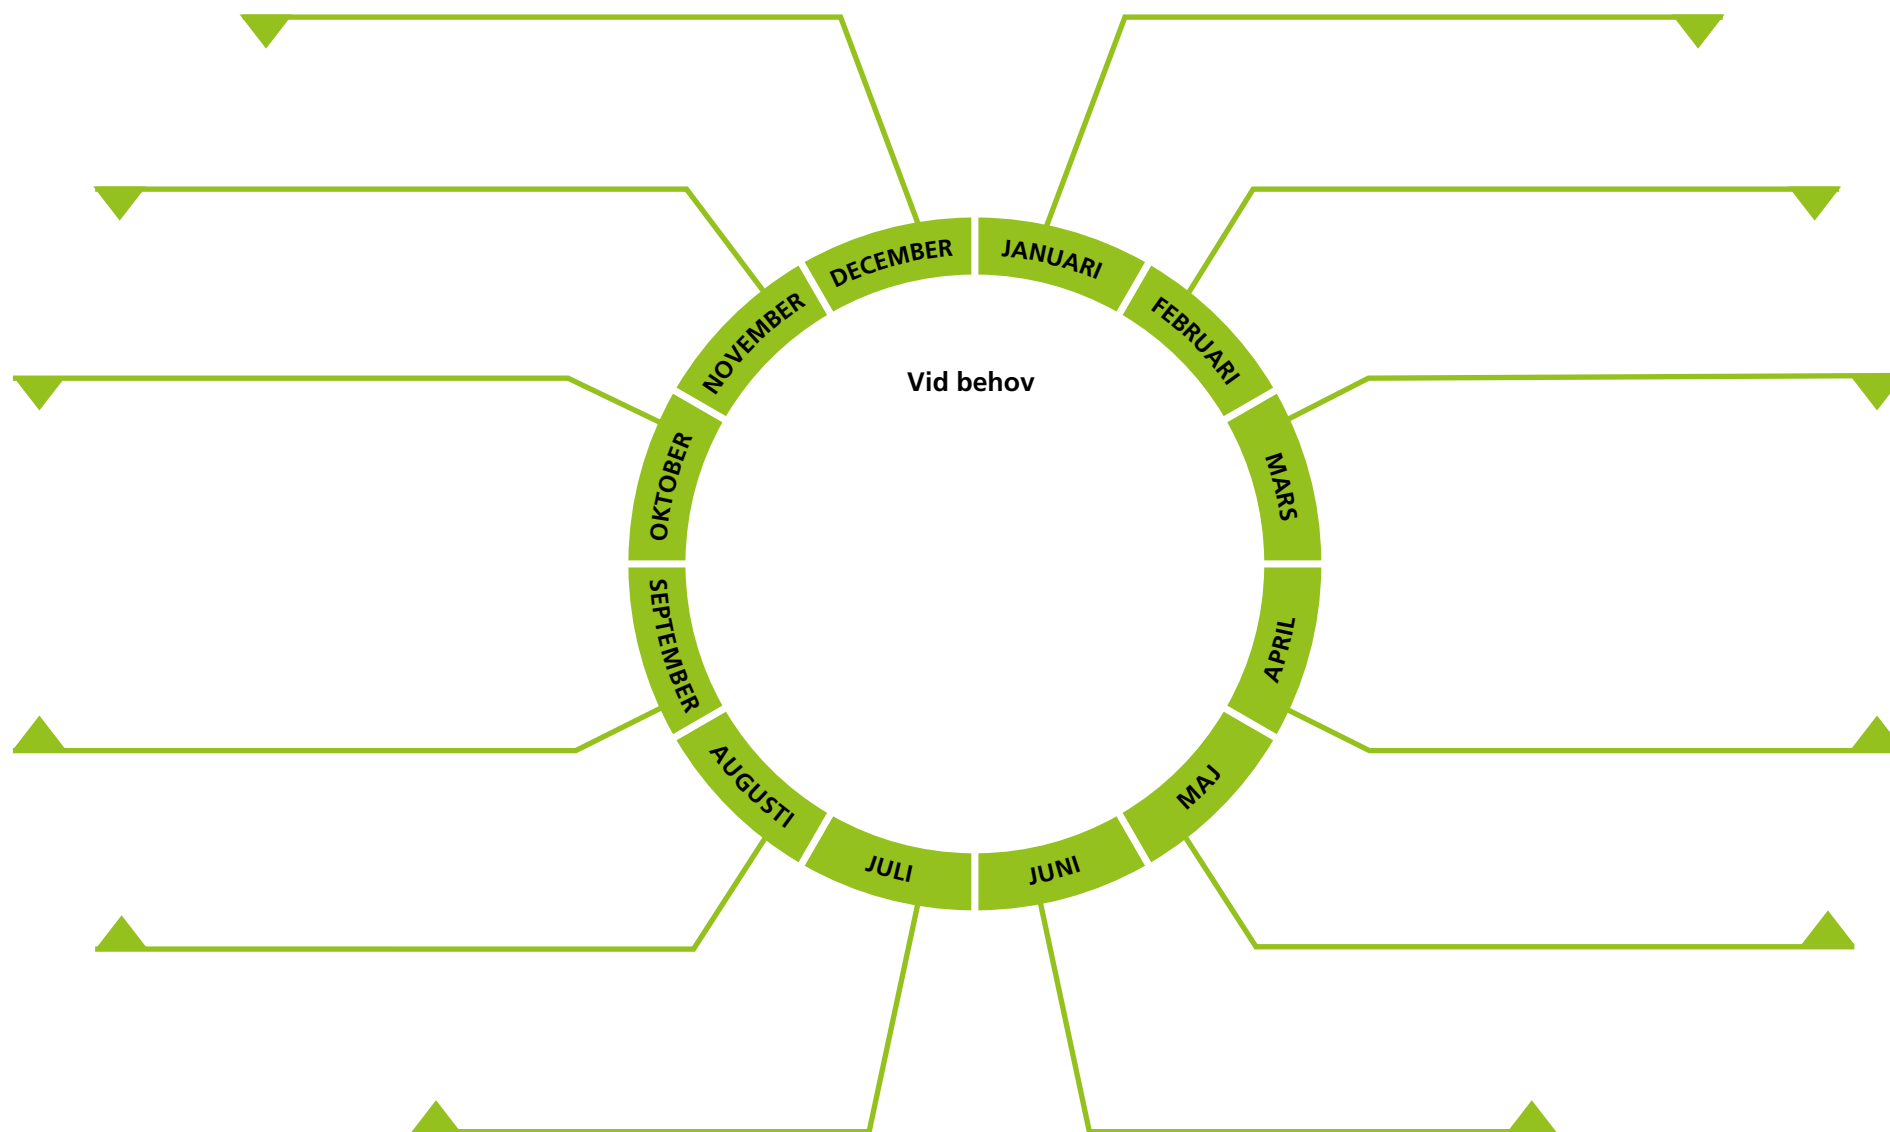 JANUARI
FEBRUARI
MARS
APRIL
MAJ
JUNI
JULI
AUGUSTI
SEPTEMBER
OKTOBER
NOVEMBER
DECEMBER
Vid behov